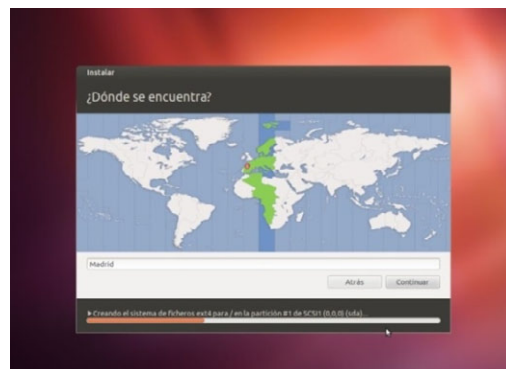 Instalar
¿Dónde se encuentra?
Madrid
Atrás Continuar
Creando el sistema de ficheros ext4 para / en la partición #1 de SCSI1 (0,0,0) (sda)...